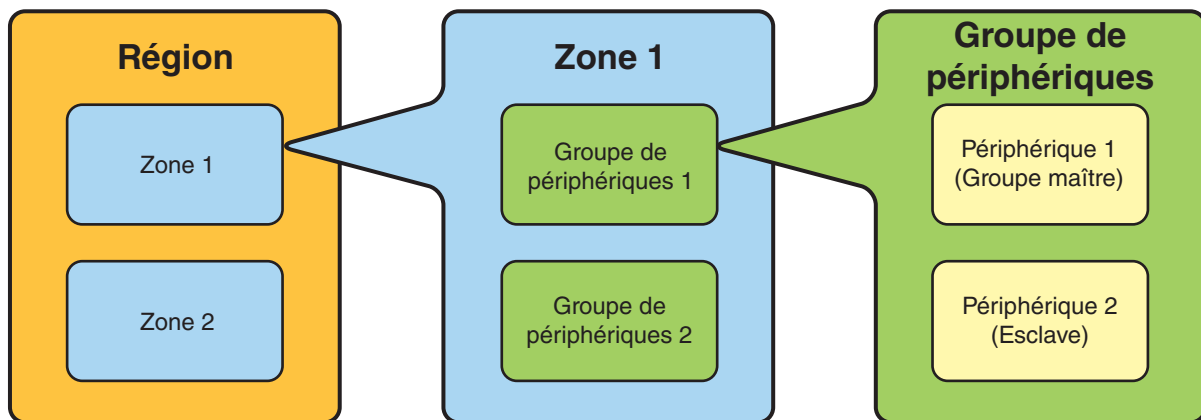 Région
Zone 1
Zone 2
Zone 1
Groupe de
périphériques 1
Groupe de
périphériques 2
Groupe de
périphériques
Périphérique 1
(Groupe maître)
Périphérique 2
(Esclave)